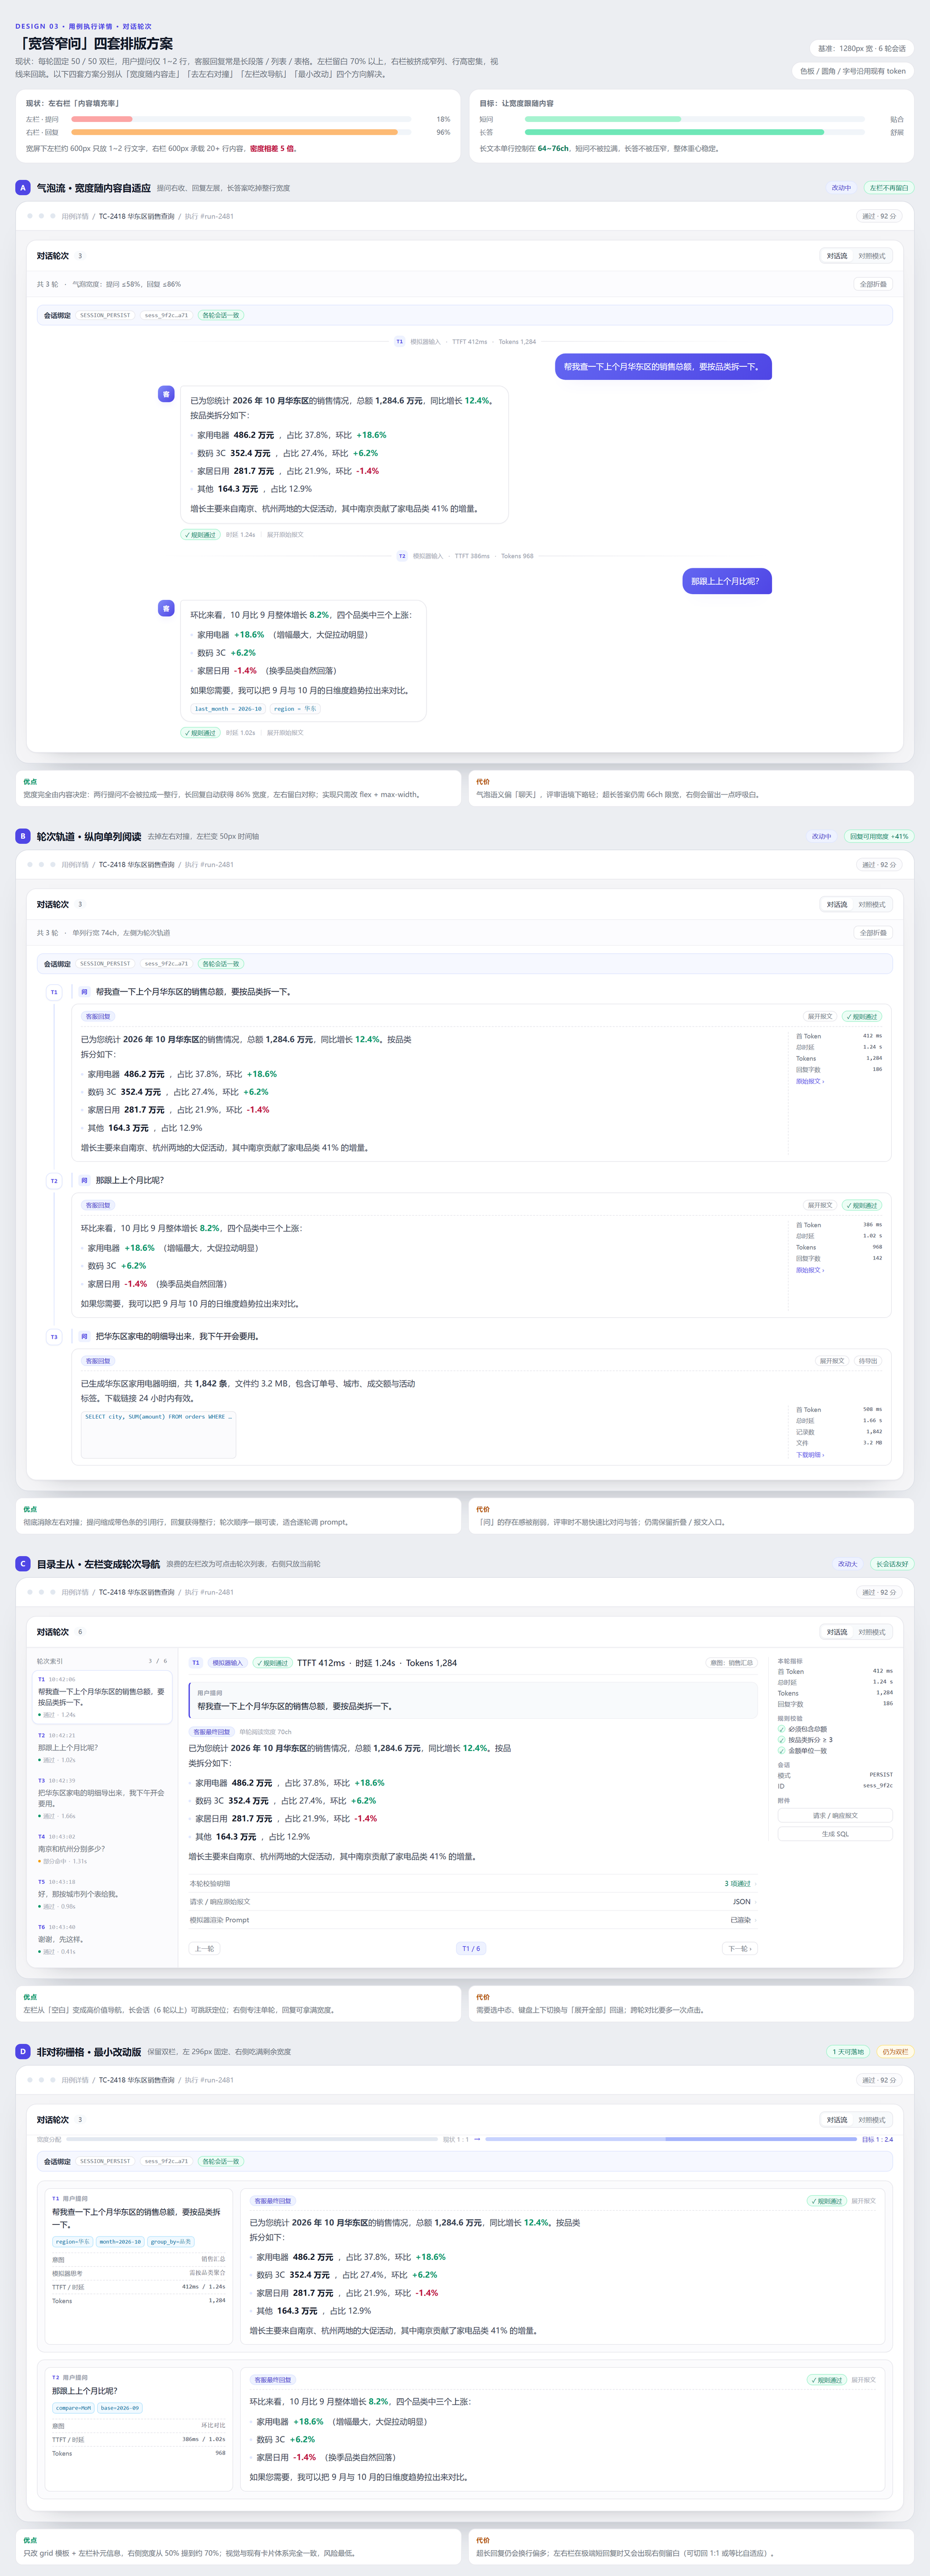 DESIGN 03 • 用例执行详情 • 对话轮次
「宽答窄问」四套排版方案
现状：每轮固定 50 / 50 双栏，用户提问仅 1~2 行，客服回复常是长段落 / 列表 / 表格。左栏留白 70% 以上，右栏被挤成窄列、行高密集，视
线来回跳。以下四套方案分别从「宽度随内容走」「去左右对撞」「左栏改导航」「最小改动」四个方向解决。
基准：1280px 宽 · 6 轮会话
色板 / 圆角 / 字号沿用现有 token
现状：左右栏「内容填充率」
左栏 · 提问 18%
右栏 · 回复 96%
宽屏下左栏约 600px 只放 1~2 行文字，右栏 600px 承载 20+ 行内容，密度相差 5 倍。
目标：让宽度跟随内容
短问 贴合
长答 舒展
长文本单行控制在 64~76ch，短问不被拉满，长答不被压窄，整体重心稳定。
A 气泡流 • 宽度随内容自适应 提问右收，回复左展，长答案吃掉整行宽度
改动中 左栏不再留白
用例详情 / TC-2418 华东区销售查询 / 执行 #run-2481
通过 · 92 分
对话轮次 3
对话流 对照模式
共 3 轮 · 气泡宽度：提问 ≤58%，回复 ≤86%
全部折叠
会话绑定 SESSION_PERSIST sess_9f2c…a71 各轮会话一致
T1 模拟器输入 · TTFT 412ms · Tokens 1,284
帮我查一下上个月华东区的销售总额，要按品类拆一下。
客
已为您统计 2026 年 10 月华东区的销售情况，总额 1,284.6 万元，同比增长 12.4%。
按品类拆分如下：
家用电器 486.2 万元 ，占比 37.8%，环比 +18.6%
数码 3C 352.4 万元 ，占比 27.4%，环比 +6.2%
家居日用 281.7 万元 ，占比 21.9%，环比 -1.4%
其他 164.3 万元 ，占比 12.9%
增长主要来自南京、杭州两地的大促活动，其中南京贡献了家电品类 41% 的增量。
✓ 规则通过 时延 1.24s · 展开原始报文
T2 模拟器输入 · TTFT 386ms · Tokens 968
那跟上上个月比呢？
客
环比来看，10 月比 9 月整体增长 8.2%，四个品类中三个上涨：
家用电器 +18.6% （增幅最大，大促拉动明显）
数码 3C +6.2%
家居日用 -1.4% （换季品类自然回落）
如果您需要，我可以把 9 月与 10 月的日维度趋势拉出来对比。
last_month = 2026-10 region = 华东
✓ 规则通过 时延 1.02s · 展开原始报文
优点
宽度完全由内容决定：两行提问不会被拉成一整行，长回复自动获得 86% 宽度，左右留白对称；实现只需改 flex + max-width。
代价
气泡语义偏「聊天」，评审语境下略轻；超长答案仍需 66ch 限宽，右侧会留出一点呼吸白。
B 轮次轨道 • 纵向单列阅读 去掉左右对撞，左栏变 50px 时间轴
改动中 回复可用宽度 +41%
用例详情 / TC-2418 华东区销售查询 / 执行 #run-2481
通过 · 92 分
对话轮次 3
对话流 对照模式
共 3 轮 · 单列行宽 74ch，左侧为轮次轨道
全部折叠
会话绑定 SESSION_PERSIST sess_9f2c…a71 各轮会话一致
T1 问 帮我查一下上个月华东区的销售总额，要按品类拆一下。
客服回复 展开报文 ✓ 规则通过
已为您统计 2026 年 10 月华东区的销售情况，总额 1,284.6 万元，同比增长 12.4%。按品类
拆分如下：
家用电器 486.2 万元 ，占比 37.8%，环比 +18.6%
数码 3C 352.4 万元 ，占比 27.4%，环比 +6.2%
家居日用 281.7 万元 ，占比 21.9%，环比 -1.4%
其他 164.3 万元 ，占比 12.9%
增长主要来自南京、杭州两地的大促活动，其中南京贡献了家电品类 41% 的增量。
首 Token 412 ms
总时延 1.24 s
Tokens 1,284
回复字数 186
原始报文 ›
T2 问 那跟上上个月比呢？
客服回复 展开报文 ✓ 规则通过
环比来看，10 月比 9 月整体增长 8.2%，四个品类中三个上涨：
家用电器 +18.6% （增幅最大，大促拉动明显）
数码 3C +6.2%
家居日用 -1.4% （换季品类自然回落）
如果您需要，我可以把 9 月与 10 月的日维度趋势拉出来对比。
首 Token 386 ms
总时延 1.02 s
Tokens 968
回复字数 142
原始报文 ›
T3 问 把华东区家电的明细导出来，我下午开会要用。
客服回复 展开报文 待导出
已生成华东区家用电器明细，共 1,842 条，文件约 3.2 MB，包含订单号、城市、成交额与活动
标签。下载链接 24 小时内有效。
SELECT city, SUM(amount) FROM orders WHERE …
首 Token 508 ms
总时延 1.66 s
记录数 1,842
文件 3.2 MB
下载明细 ›
优点
彻底消除左右对撞；提问缩成带色条的引用行，回复获得整行；轮次顺序一眼可读，适合逐轮调 prompt。
代价
「问」的存在感被削弱，评审时不易快速比对问与答；仍需保留折叠 / 报文入口。
C 目录主从 • 左栏变成轮次导航 浪费的左栏改为可点击轮次列表，右侧只放当前轮
改动大 长会话友好
用例详情 / TC-2418 华东区销售查询 / 执行 #run-2481
通过 · 92 分
对话轮次 6
对话流 对照模式
轮次索引 3 / 6
T1 10:42:06
帮我查一下上个月华东区的销售总额，要
按品类拆一下。
通过 · 1.24s
T2 10:42:21
那跟上上个月比呢？
通过 · 1.02s
T3 10:42:39
把华东区家电的明细导出来，我下午开会
要用。
通过 · 1.66s
T4 10:43:02
南京和杭州分别多少？
部分命中 · 1.31s
T5 10:43:18
好，那按城市列个表给我。
通过 · 0.98s
T6 10:43:40
谢谢，先这样。
通过 · 0.41s
T1 模拟器输入 ✓ 规则通过 TTFT 412ms · 时延 1.24s · Tokens 1,284 意图：销售汇总
用户提问
帮我查一下上个月华东区的销售总额，要按品类拆一下。
客服最终回复 单轮阅读宽度 70ch
已为您统计 2026 年 10 月华东区的销售情况，总额 1,284.6 万元，同比增长 12.4%。按品
类拆分如下：
家用电器 486.2 万元 ，占比 37.8%，环比 +18.6%
数码 3C 352.4 万元 ，占比 27.4%，环比 +6.2%
家居日用 281.7 万元 ，占比 21.9%，环比 -1.4%
其他 164.3 万元 ，占比 12.9%
增长主要来自南京、杭州两地的大促活动，其中南京贡献了家电品类 41% 的增量。
本轮校验明细 3 项通过 ›
请求 / 响应原始报文 JSON ›
模拟器渲染 Prompt 已渲染 ›
上一轮 T1 / 6 下一轮 ›
本轮指标
首 Token 412 ms
总时延 1.24 s
Tokens 1,284
回复字数 186
规则校验
✓ 必须包含总额
✓ 按品类拆分 ≥ 3
✓ 金额单位一致
会话
模式 PERSIST
ID sess_9f2c
附件
请求 / 响应报文
生成 SQL
优点
左栏从「空白」变成高价值导航，长会话（6 轮以上）可跳跃定位；右侧专注单轮，回复可拿满宽度。
代价
需要选中态、键盘上下切换与「展开全部」回退；跨轮对比要多一次点击。
D 非对称栅格 • 最小改动版 保留双栏，左 296px 固定，右侧吃满剩余宽度
1 天可落地 仍为双栏
用例详情 / TC-2418 华东区销售查询 / 执行 #run-2481
通过 · 92 分
对话轮次 3
对话流 对照模式
宽度分配 现状 1 : 1 → 目标 1 : 2.4
会话绑定 SESSION_PERSIST sess_9f2c…a71 各轮会话一致
T1 用户提问
帮我查一下上个月华东区的销售总额，要按品类拆
一下。
region=华东 month=2026-10 group_by=品类
意图 销售汇总
模拟器思考 需按品类聚合
TTFT / 时延 412ms / 1.24s
Tokens 1,284
客服最终回复 ✓ 规则通过 展开报文
已为您统计 2026 年 10 月华东区的销售情况，总额 1,284.6 万元，同比增长 12.4%。按品类
拆分如下：
家用电器 486.2 万元 ，占比 37.8%，环比 +18.6%
数码 3C 352.4 万元 ，占比 27.4%，环比 +6.2%
家居日用 281.7 万元 ，占比 21.9%，环比 -1.4%
其他 164.3 万元 ，占比 12.9%
增长主要来自南京、杭州两地的大促活动，其中南京贡献了家电品类 41% 的增量。
T2 用户提问
那跟上上个月比呢？
compare=MoM base=2026-09
意图 环比对比
TTFT / 时延 386ms / 1.02s
Tokens 968
客服最终回复 ✓ 规则通过 展开报文
环比来看，10 月比 9 月整体增长 8.2%，四个品类中三个上涨：
家用电器 +18.6% （增幅最大，大促拉动明显）
数码 3C +6.2%
家居日用 -1.4% （换季品类自然回落）
如果您需要，我可以把 9 月与 10 月的日维度趋势拉出来对比。
优点
只改 grid 模板 + 左栏补元信息，右侧宽度从 50% 提到约 70%；视觉与现有卡片体系完全一致，风险最低。
代价
超长回复仍会换行偏多；左右栏在极端短回复时又会出现右侧留白（可切回 1:1 或等比自适应）。